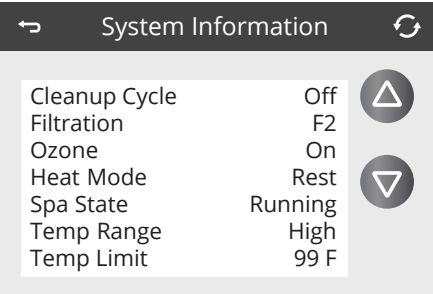 System Information
Cleanup Cycle Off
Filtration F2
Ozone On
Heat Mode Rest
Spa State Running
Temp Range High
Temp Limit 99 F